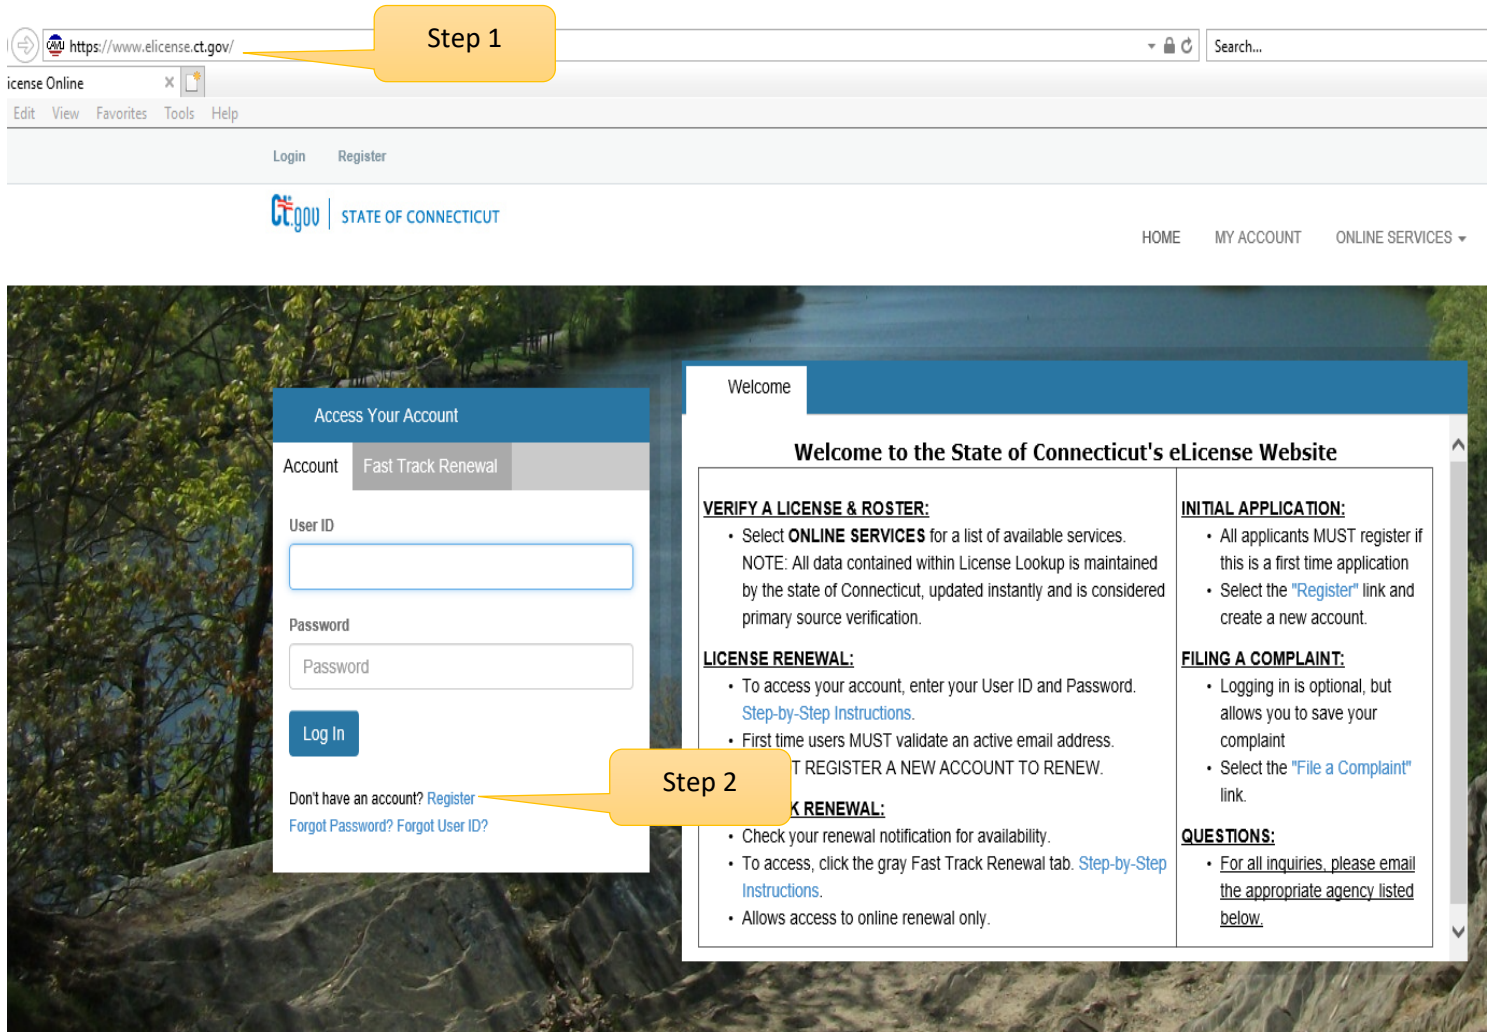 Step 1
https://www.elicense.ct.gov/
Search...
icense Online
Edit View Favorites Tools Help
Login Register
Ct.gov STATE OF CONNECTICUT
HOME MY ACCOUNT ONLINE SERVICES
Access Your Account
Account Fast Track Renewal
User ID
Password
Password
Log In
Don't have an account? Register
Forgot Password? Forgot User ID?
Step 2
Welcome
Welcome to the State of Connecticut's eLicense Website
VERIFY A LICENSE & ROSTER:
• Select ONLINE SERVICES for a list of available services.
NOTE: All data contained within License Lookup is maintained
by the state of Connecticut, updated instantly and is considered
primary source verification.
LICENSE RENEWAL:
• To access your account, enter your User ID and Password.
Step-by-Step Instructions.
• First time users MUST validate an active email address.
T REGISTER A NEW ACCOUNT TO RENEW.
K RENEWAL:
• Check your renewal notification for availability.
• To access, click the gray Fast Track Renewal tab. Step-by-Step
Instructions.
• Allows access to online renewal only.
INITIAL APPLICATION:
• All applicants MUST register if
this is a first time application
• Select the "Register" link and
create a new account.
FILING A COMPLAINT:
• Logging in is optional, but
allows you to save your
complaint
• Select the "File a Complaint"
link.
QUESTIONS:
• For all inquiries, please email
the appropriate agency listed
below.